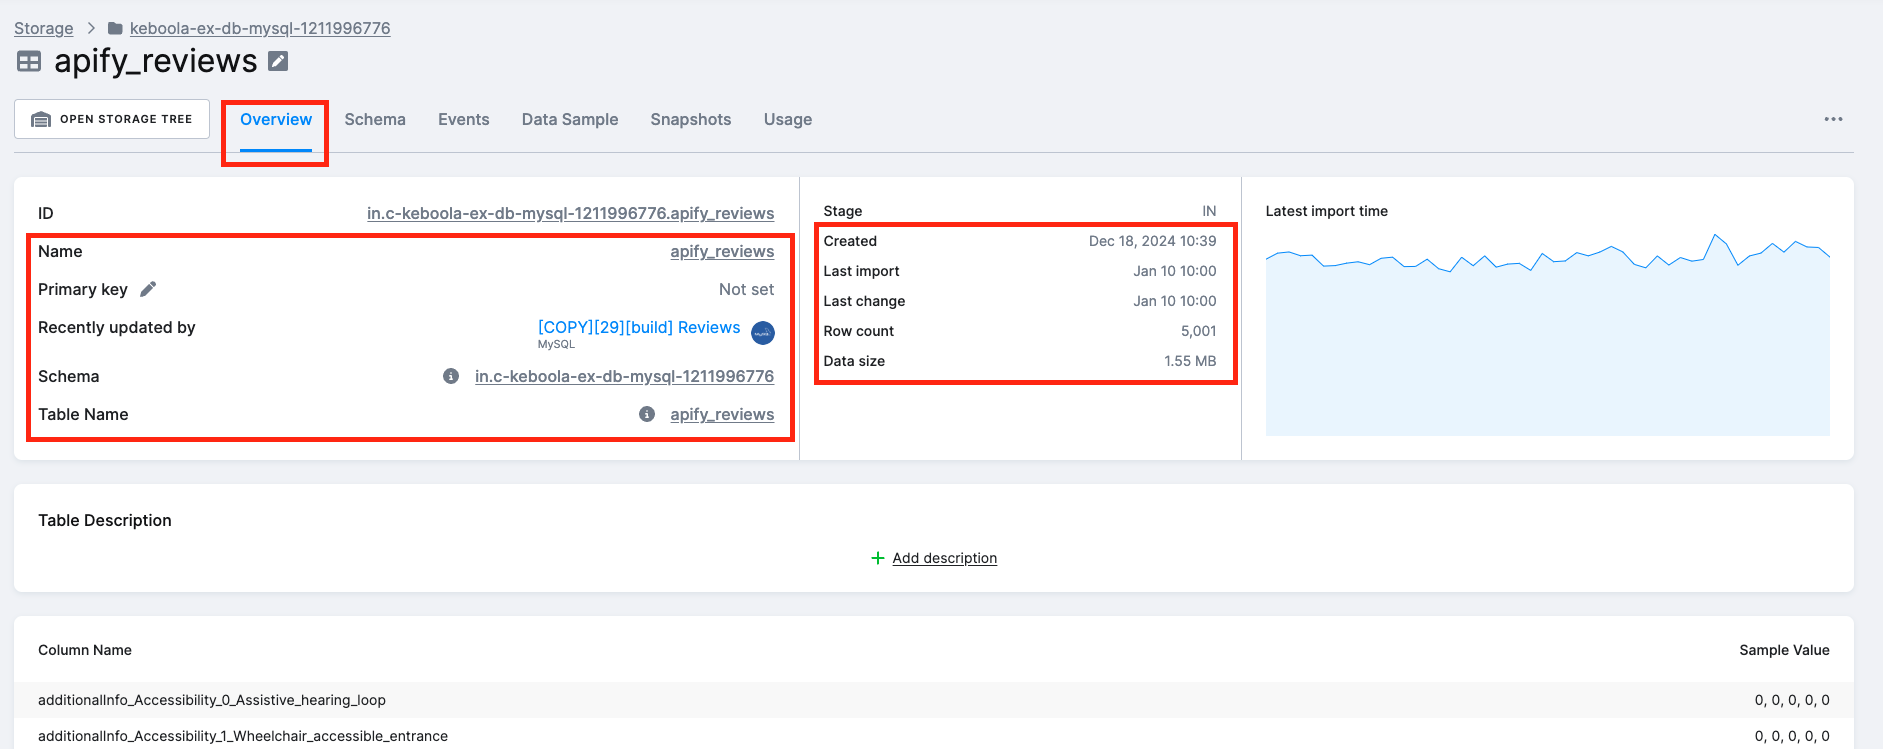 Storage > keboola-ex-db-mysql-1211996776
apify_reviews
OPEN STORAGE TREE
Overview Schema Events Data Sample Snapshots Usage
ID in.c-keboola-ex-db-mysql-1211996776.apify_reviews
Name apify_reviews
Primary key Not set
Recently updated by [COPY][29][build] Reviews
MySQL
Schema in.c-keboola-ex-db-mysql-1211996776
Table Name apify_reviews
Stage IN
Created Dec 18, 2024 10:39
Last import Jan 10 10:00
Last change Jan 10 10:00
Row count 5,001
Data size 1.55 MB
Latest import time
Table Description
Add description
Column Name Sample Value
additionalInfo_Accessibility_0_Assistive_hearing_loop 0, 0, 0, 0, 0
additionalInfo_Accessibility_1_Wheelchair_accessible_entrance 0, 0, 0, 0, 0